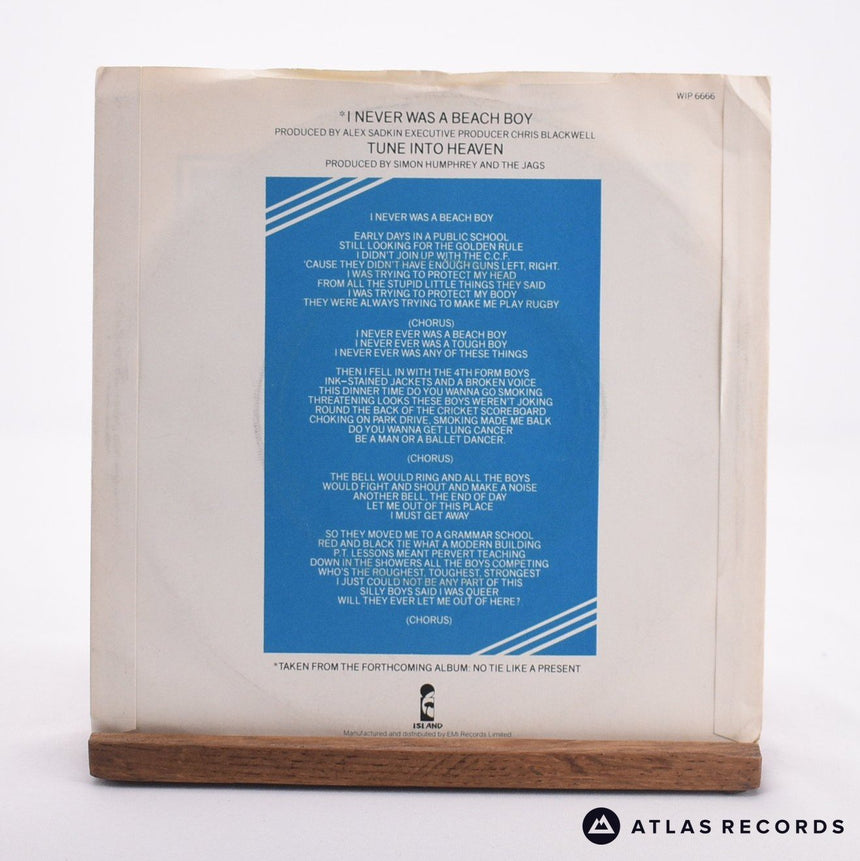 WIP 6666
*I NEVER WAS A BEACH BOY
PRODUCED BY ALEX SADKIN EXECUTIVE PRODUCER CHRIS BLACKWELL
TUNE INTO HEAVEN
PRODUCED BY SIMON HUMPHREY AND THE JAGS
I NEVER WAS A BEACH BOY
EARLY DAYS IN A PUBLIC SCHOOL
STILL LOOKING FOR THE GOLDEN RULE
I DIDN'T JOIN UP WITH THE C.C.F.
'CAUSE THEY DIDN'T HAVE ENOUGH GUNS LEFT, RIGHT.
I WAS TRYING TO PROTECT MY HEAD
FROM ALL THE STUPID LITTLE THINGS THEY SAID
I WAS TRYING TO PROTECT MY BODY
THEY WERE ALWAYS TRYING TO MAKE ME PLAY RUGBY
(CHORUS)
I NEVER EVER WAS A BEACH BOY
I NEVER EVER WAS A TOUGH BOY
I NEVER EVER WAS ANY OF THESE THINGS
THEN I FELL IN WITH THE 4TH FORM BOYS
INK-STAINED JACKETS AND A BROKEN VOICE
THIS DINNER TIME DO YOU WANNA GO SMOKING
THREATENING LOOKS THESE BOYS WEREN'T JOKING
ROUND THE BACK OF THE CRICKET SCOREBOARD
CHOKING ON PARK DRIVE, SMOKING MADE ME BALK
DO YOU WANNA GET LUNG CANCER
BE A MAN OR A BALLET DANCER.
(CHORUS)
THE BELL WOULD RING AND ALL THE BOYS
WOULD FIGHT AND SHOUT AND MAKE A NOISE
ANOTHER BELL, THE END OF DAY
LET ME OUT OF THIS PLACE
I MUST GET AWAY
SO THEY MOVED ME TO A GRAMMAR SCHOOL
RED AND BLACK TIE WHAT A MODERN BUILDING
P.T. LESSONS MEANT PERVERT TEACHING
DOWN IN THE SHOWERS ALL THE BOYS COMPETING
WHO'S THE ROUGHEST, TOUGHEST, STRONGEST
I JUST COULD NOT BE ANY PART OF THIS
SILLY BOYS SAID I WAS QUEER
WILL THEY EVER LET ME OUT OF HERE?
(CHORUS)
*TAKEN FROM THE FORTHCOMING ALBUM: NO TIE LIKE A PRESENT
ISLAND
Manufactured and distributed by EMI Records Limited
ATLAS RECORDS